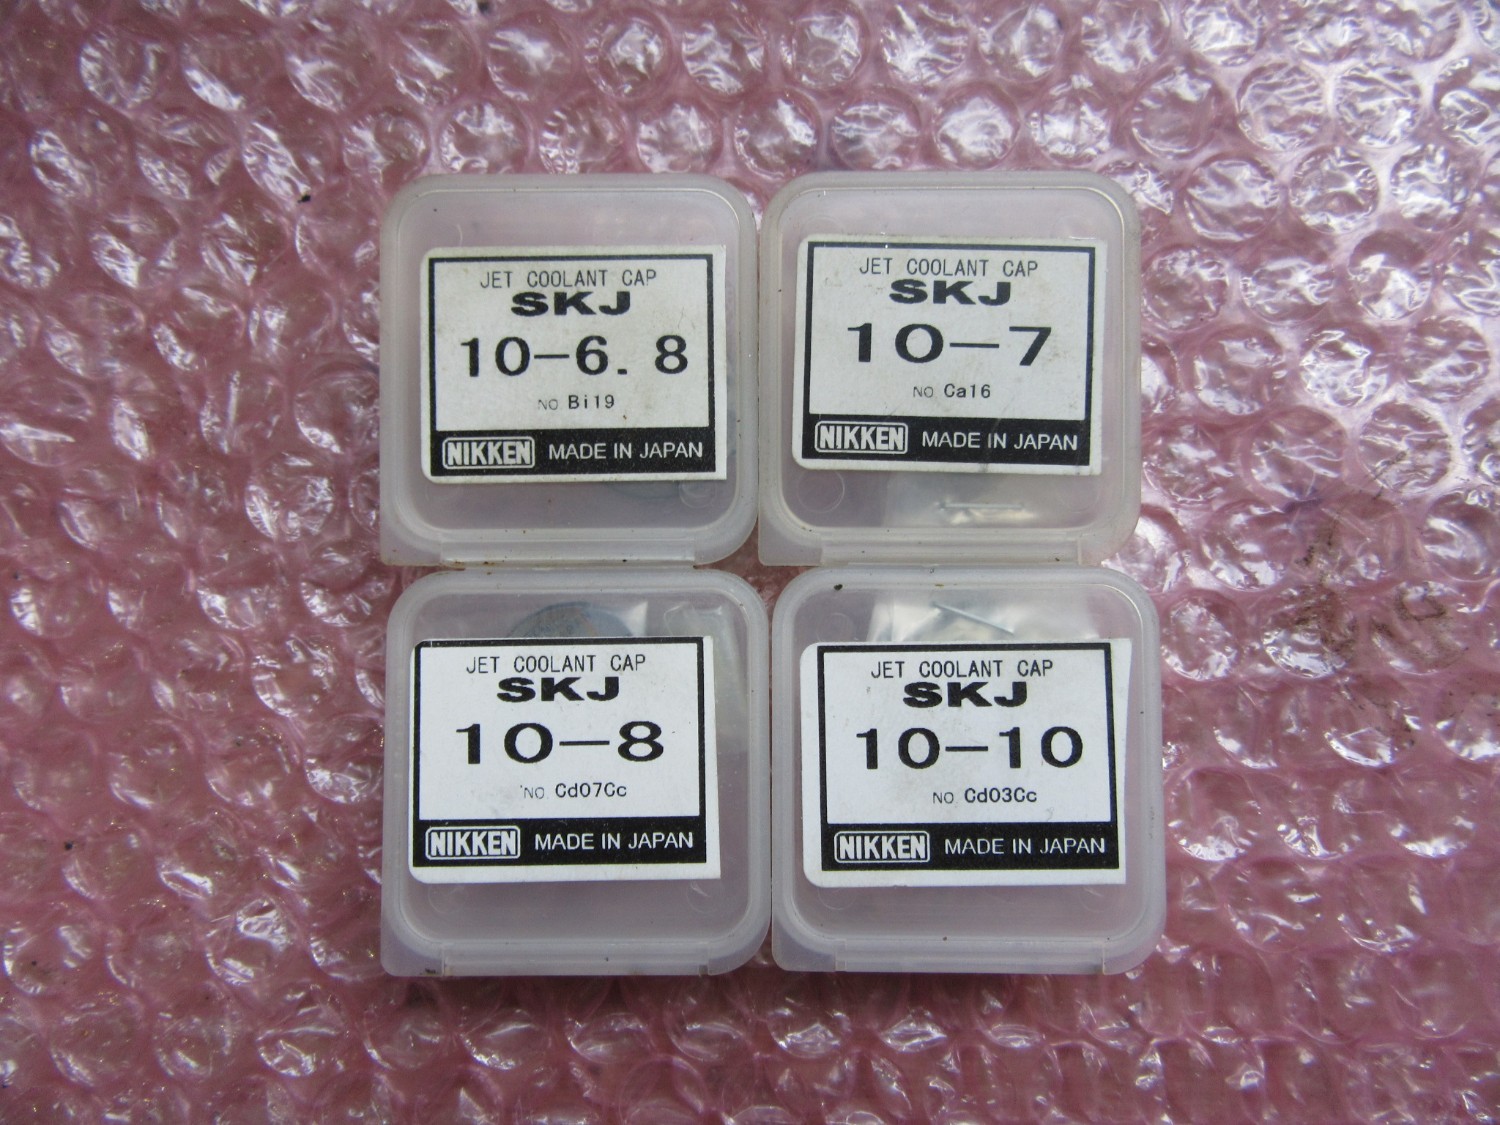 JET COOLANT CAP
SKJ
10-6.8
NO Bi19
NIKKEN MADE IN JAPAN
JET COOLANT CAP
SKJ
10-7
NO Ca16
NIKKEN MADE IN JAPAN
JET COOLANT CAP
SKJ
10-8
NO. Cd07Cc
NIKKEN MADE IN JAPAN
JET COOLANT CAP
SKJ
10-10
NO. Cd03Cc
NIKKEN MADE IN JAPAN